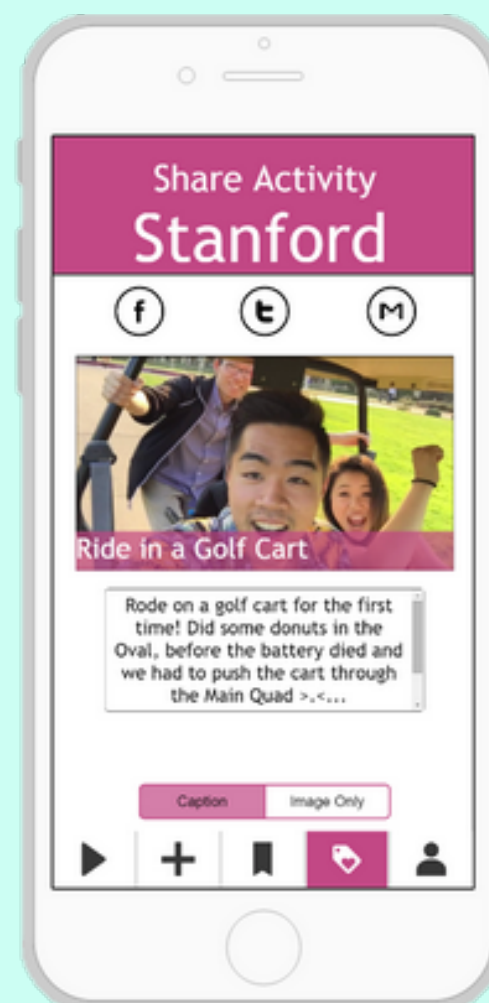 Share Activity
Stanford
Ride in a Golf Cart
Rode on a golf cart for the first
time! Did some donuts in the
Oval, before the battery died and
we had to push the cart through
the Main Quad >.<...
Caption Image Only